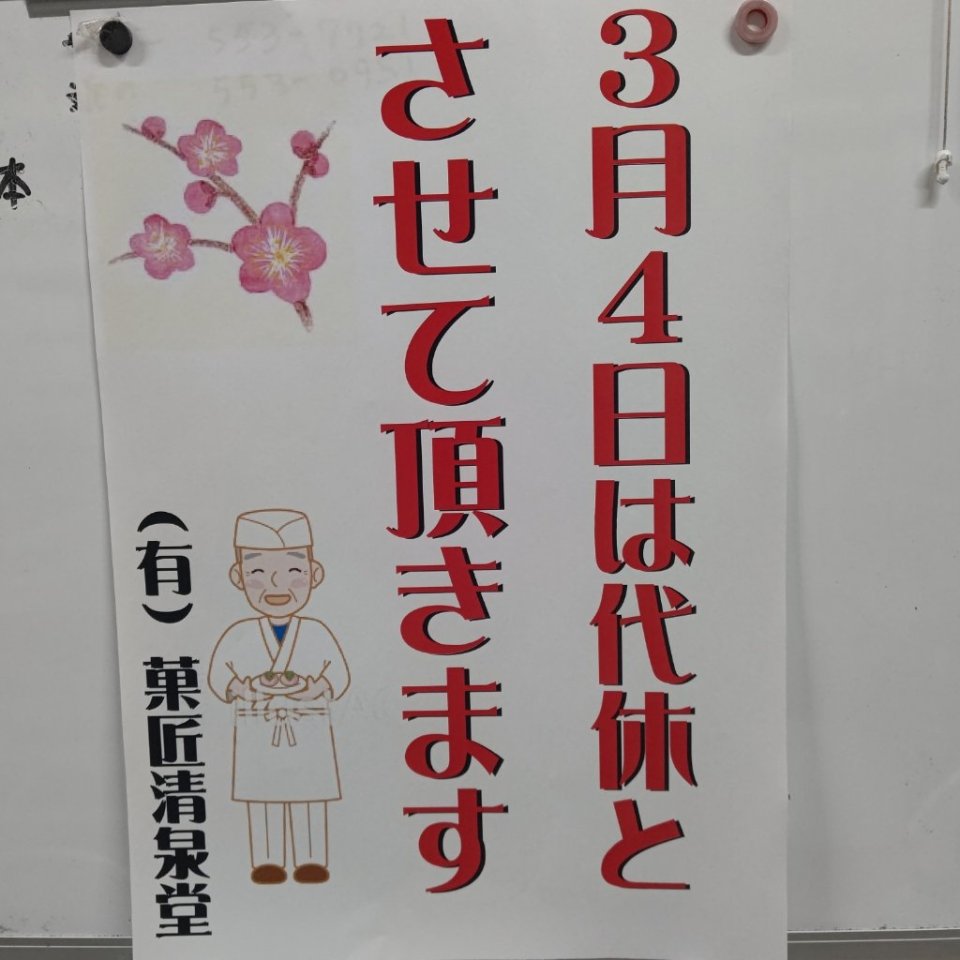 3月4日は代休と
させて頂きます
(有) 菓匠清泉堂
本